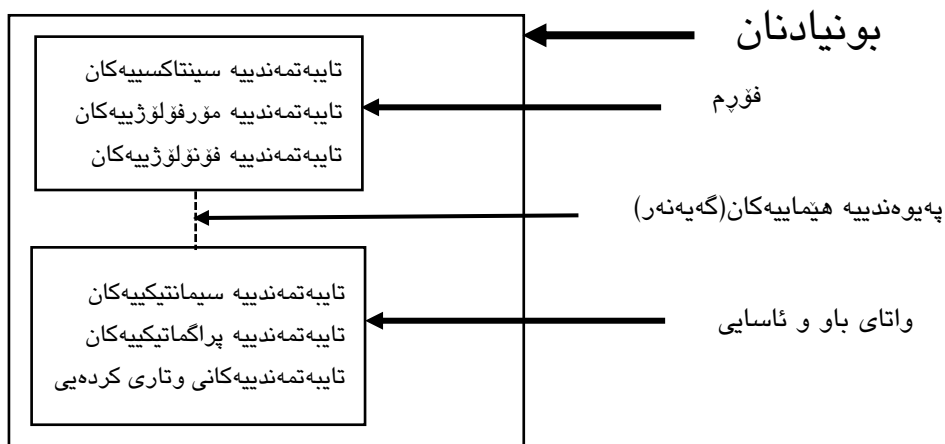 بونیادنان
تایبەتمەندییە سینتاکسییەکان
تایبەتمەندییە مۆرفۆلۆژییەکان
تایبەتمەندییە فۆنۆلۆژییەکان
فۆڕم
پەیوەندییە هێماییەکان(گەیەنەر)
تایبەتمەندییە سیمانتیکییەکان
تایبەتمەندییە پراگماتیکییەکان
تایبەتمەندییەکانی وتاری کردەیی
واتای باو و ئاسایی